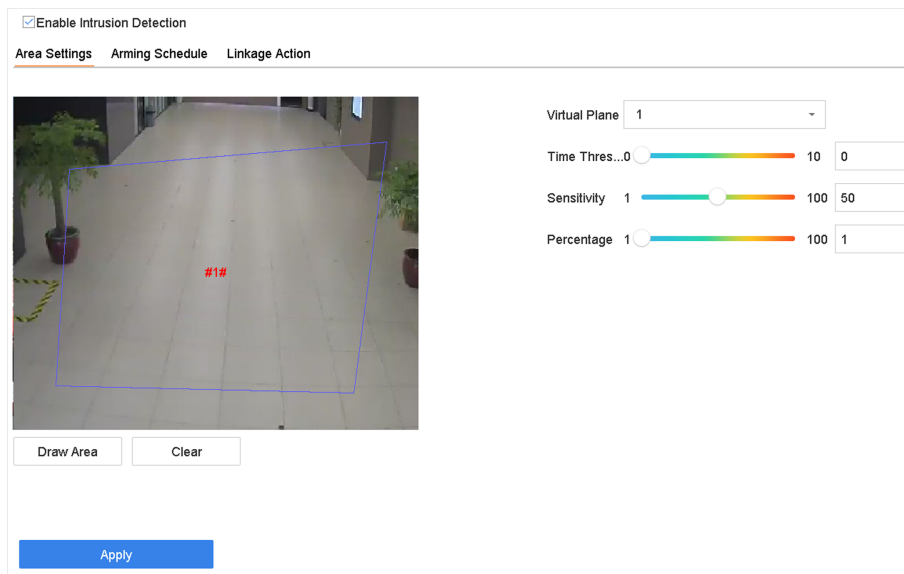 Enable Intrusion Detection
Area Settings Arming Schedule Linkage Action
Virtual Plane 1
Time Thres...0 10 0
Sensitivity 1 100 50
Percentage 1 100 1
#1#
Draw Area Clear
Apply